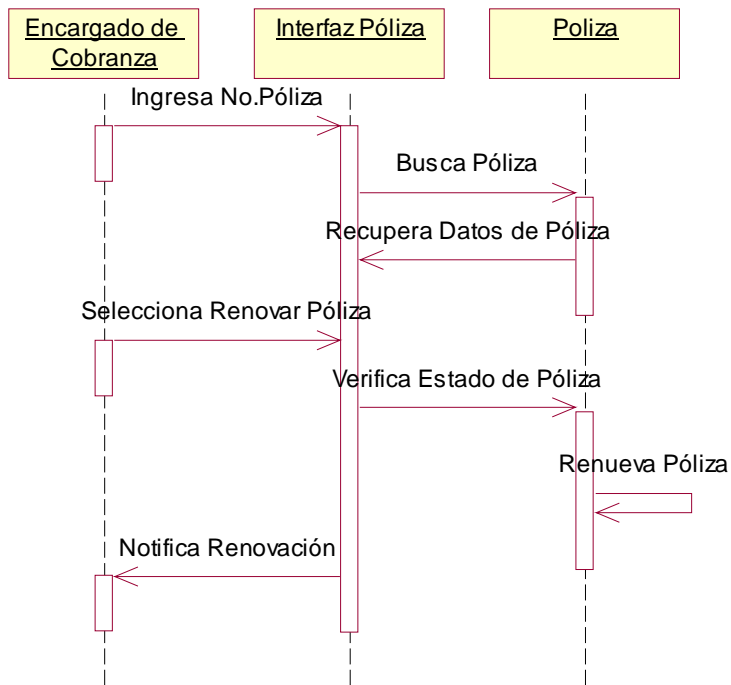 Encargado de
Cobranza
Interfaz Póliza
Poliza
Ingresa No.Póliza
Busca Póliza
Recupera Datos de Póliza
Selecciona Renovar Póliza
Verifica Estado de Póliza
Renueva Póliza
Notifica Renovación